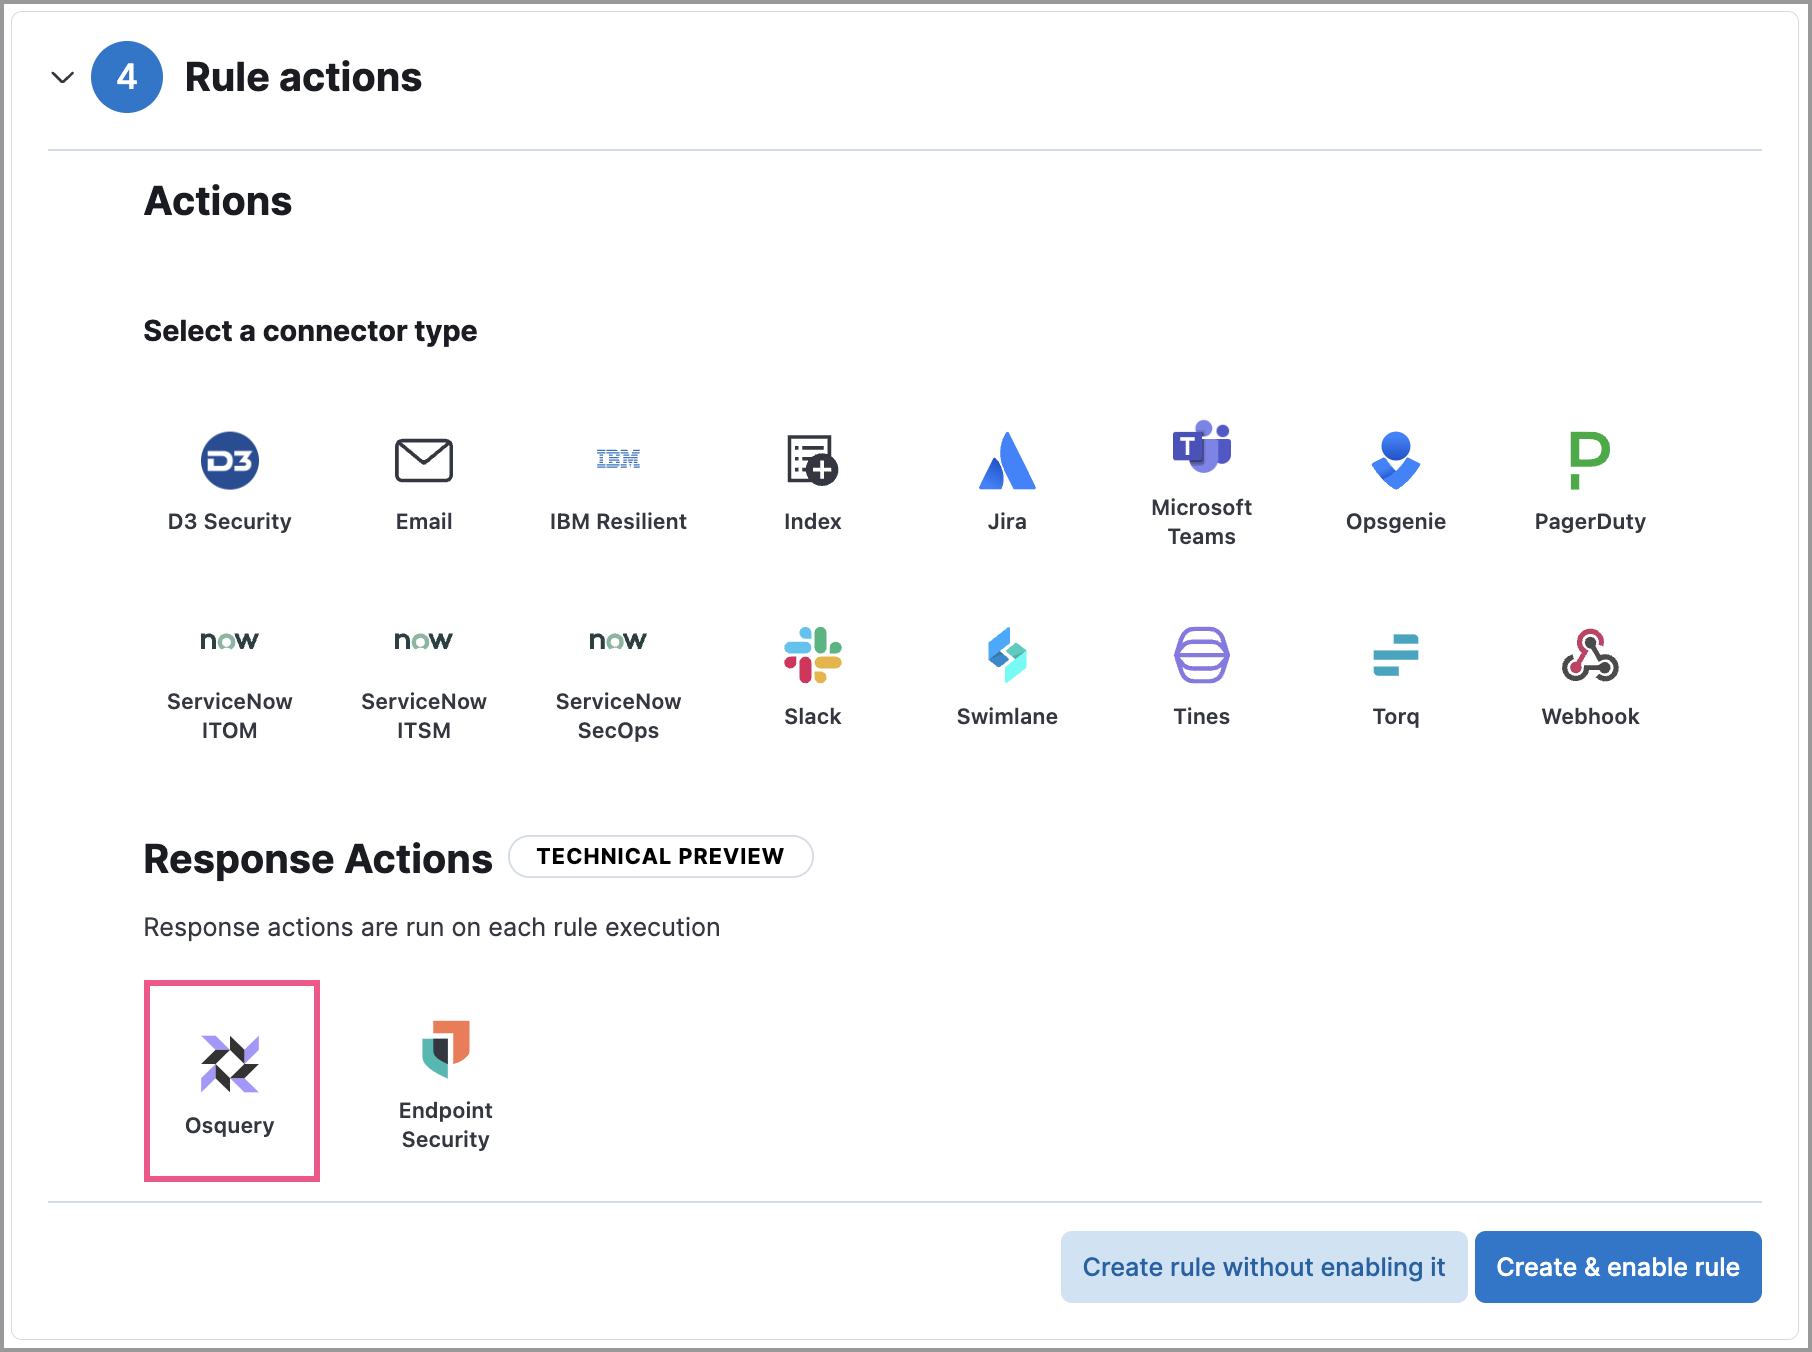 4 Rule actions
Actions
Select a connector type
D3
IBM
T
D3 Security
Email
IBM Resilient
Index
Jira
Microsoft
Teams
Opsgenie
PagerDuty
now
now
now
ServiceNow
ITOM
ServiceNow
ITSM
ServiceNow
SecOps
Slack
Swimlane
Tines
Torq
Webhook
Response Actions TECHNICAL PREVIEW
Response actions are run on each rule execution
Osquery
Endpoint
Security
Create rule without enabling it
Create & enable rule